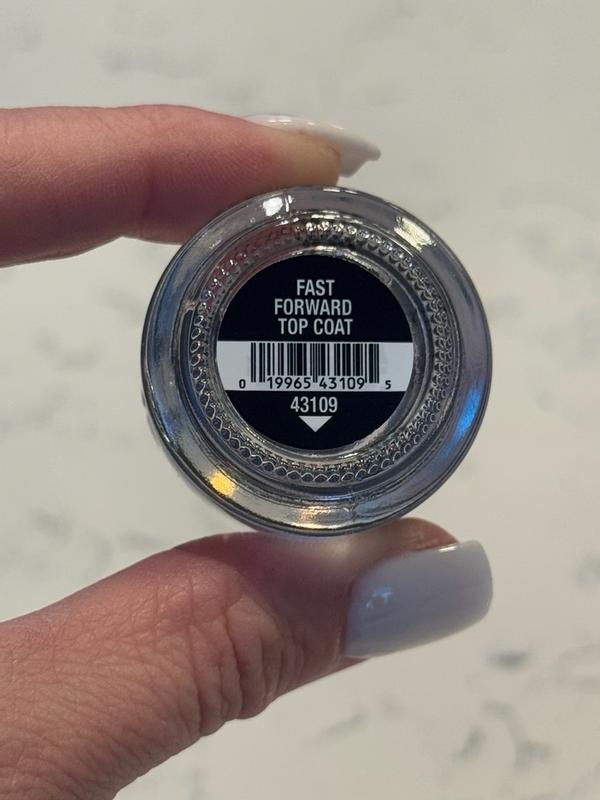 FAST
FORWARD
TOP COAT
0 19965 43109 5
43109